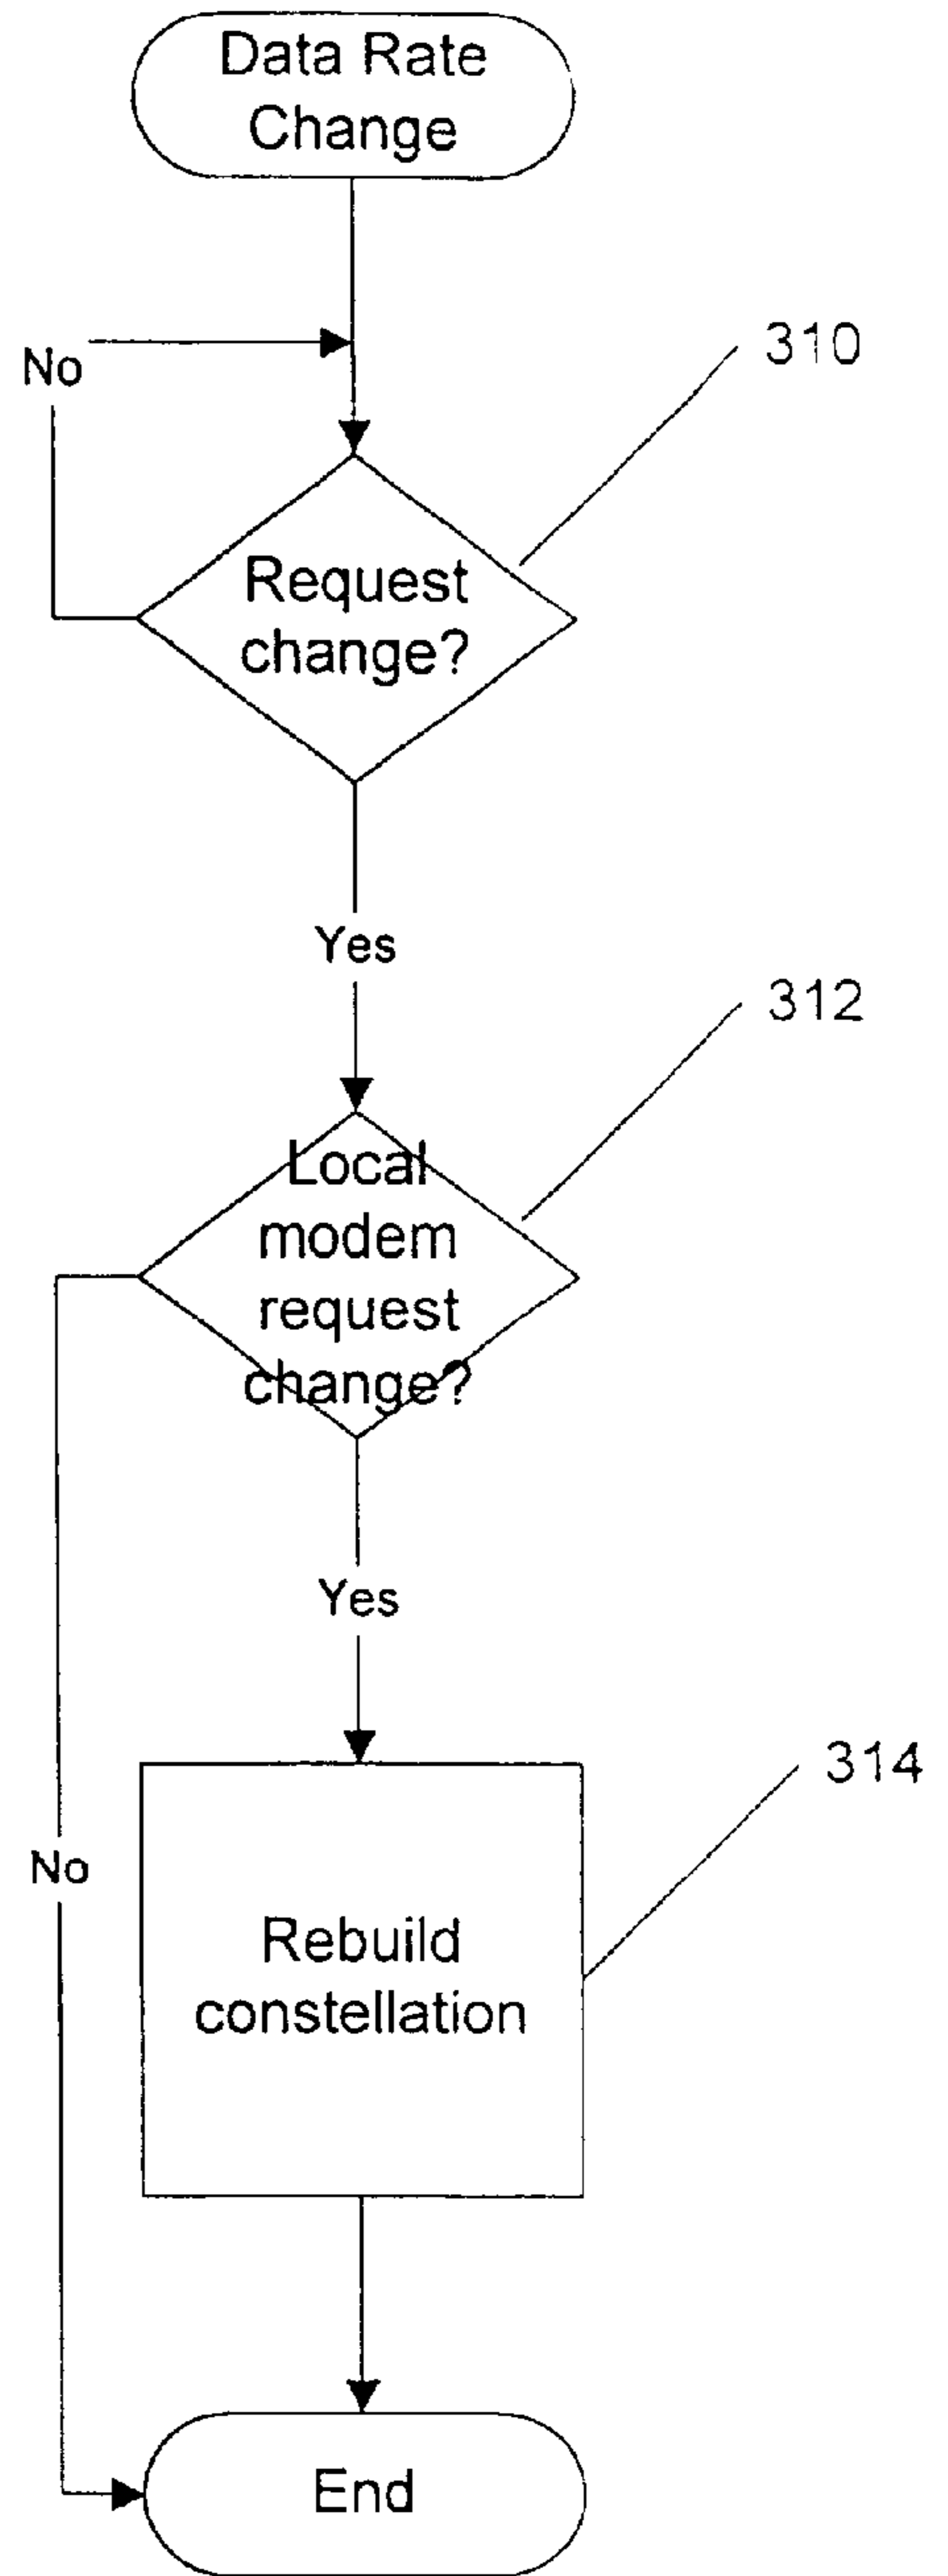 Data Rate
Change
No
310
Request
change?
Yes
312
Local
modem
request
change?
Yes
314
No
Rebuild
constellation
End